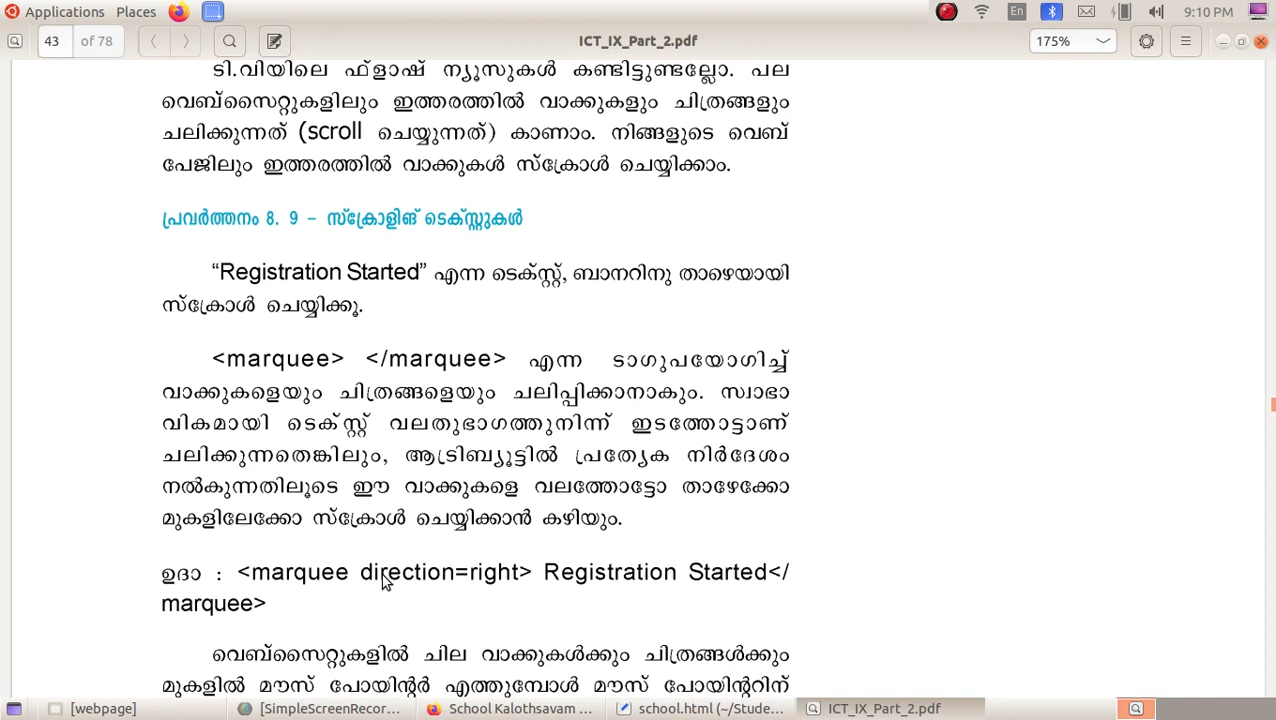 Applications Places En 9:10 PM
43 of 78 ICT_IX_Part_2.pdf 175%
ടി.വിയിലെ ഫ്ളാഷ് ന്യൂസുകൾ കണ്ടിട്ടുണ്ടല്ലോ. പല
വെബ്സൈറ്റുകളിലും ഇത്തരത്തിൽ വാക്കുകളും ചിത്രങ്ങളും
ചലിക്കുന്നത് (scroll ചെയ്യുന്നത്) കാണാം. നിങ്ങളുടെ വെബ്
പേജിലും ഇത്തരത്തിൽ വാക്കുകൾ സ്ക്രോൾ ചെയ്യിക്കാം.
പ്രവർത്തനം 8. 9 – സ്ക്രോളിങ് ടെക്സ്റ്റുകൾ
“Registration Started” എന്ന ടെക്സ്റ്റ്, ബാനറിനു താഴെയായി
സ്ക്രോൾ ചെയ്യിക്കൂ.
<marquee> </marquee> എന്ന ടാഗുപയോഗിച്ച്
വാക്കുകളെയും ചിത്രങ്ങളെയും ചലിപ്പിക്കാനാകും. സ്വാഭാ
വികമായി ടെക്സ്റ്റ് വലതുഭാഗത്തുനിന്ന് ഇടത്തോട്ടാണ്
ചലിക്കുന്നതെങ്കിലും, ആട്രിബ്യൂട്ടിൽ പ്രത്യേക നിർദേശം
നൽകുന്നതിലൂടെ ഈ വാക്കുകളെ വലത്തോട്ടോ താഴേക്കോ
മുകളിലേക്കോ സ്ക്രോൾ ചെയ്യിക്കാൻ കഴിയും.
ഉദാ : <marquee direction=right> Registration Started</
marquee>
വെബ്സൈറ്റുകളിൽ ചില വാക്കുകൾക്കും ചിത്രങ്ങൾക്കും
മുകളിൽ മൗസ് പോയിന്റർ എത്തുമ്പോൾ മൗസ് പോയിന്ററിന്
[webpage] [SimpleScreenRecor... School Kalothsavam ... school.html (~/Stude... ICT_IX_Part_2.pdf